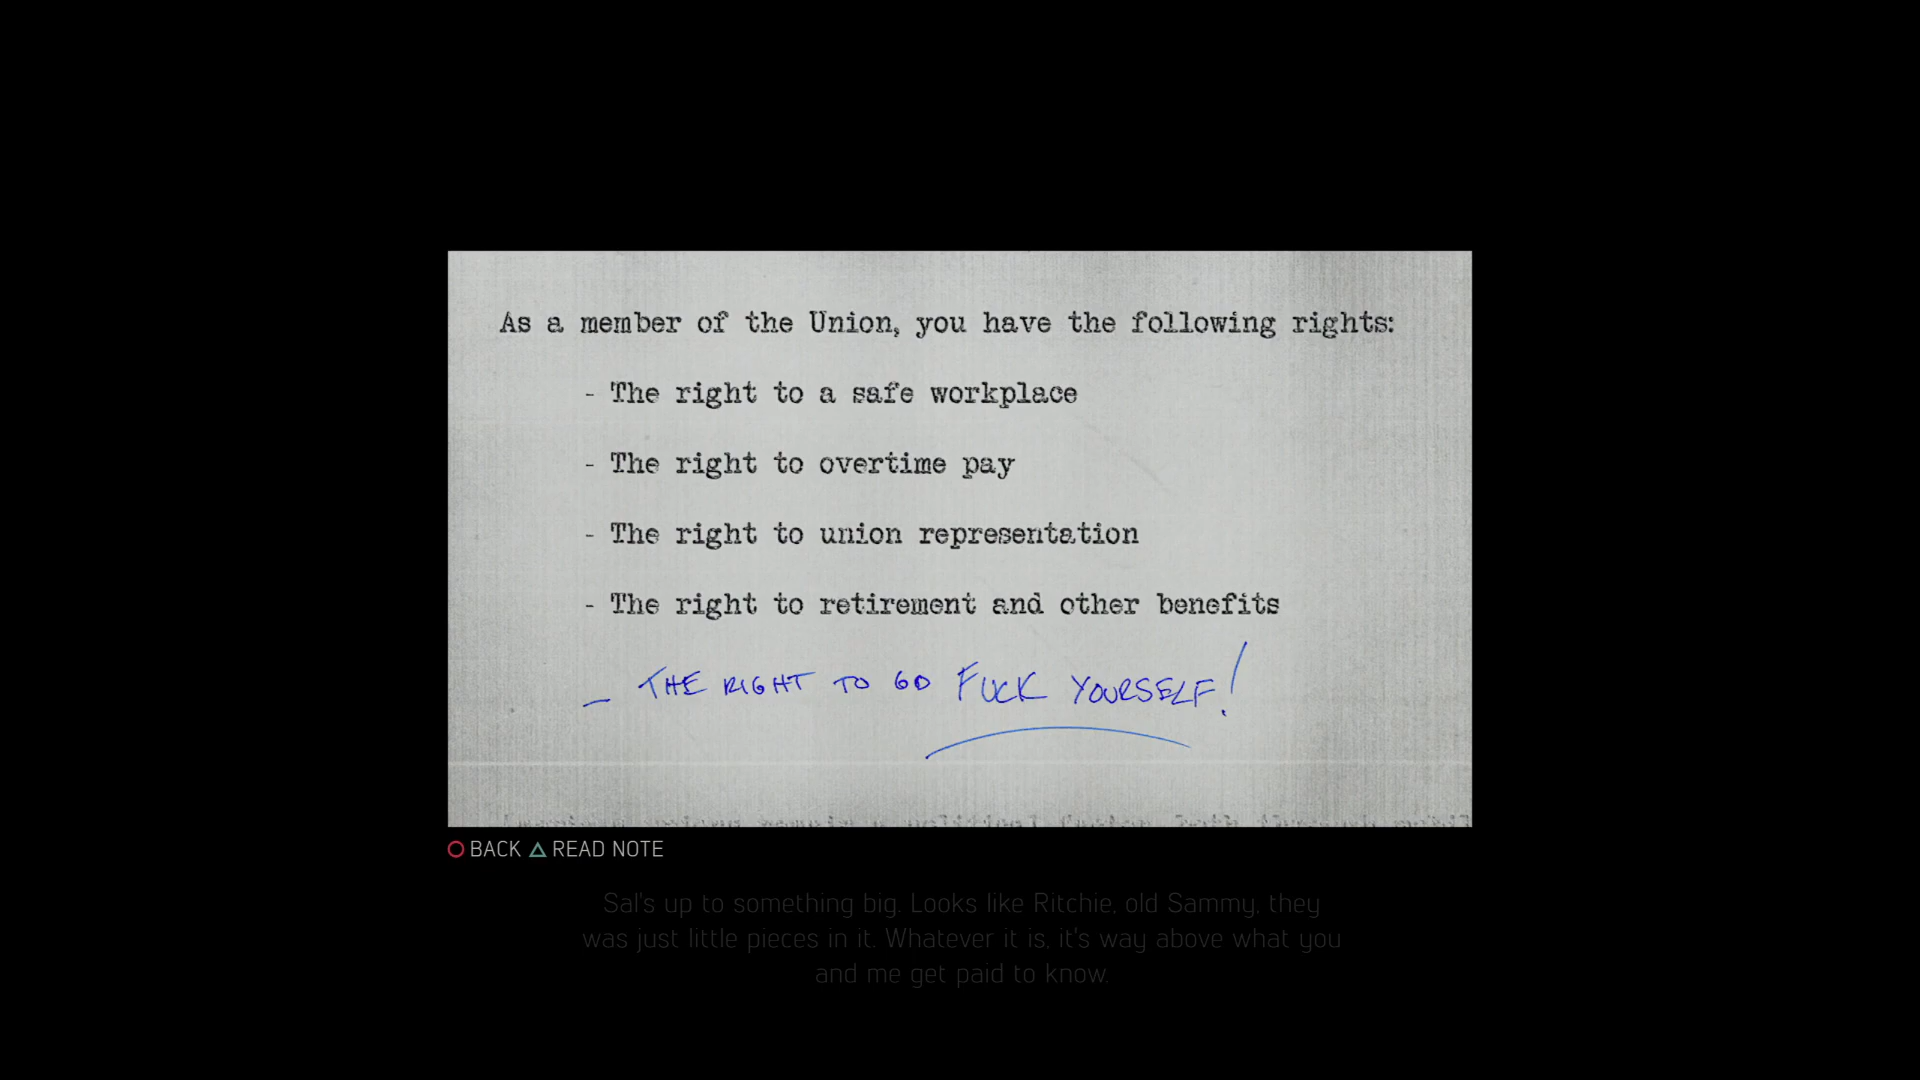 As a member of the Union, you have the following rights:
- The right to a safe workplace
- The right to overtime pay
- The right to union representation
- The right to retirement and other benefits
- THE RIGHT TO GO FUCK YOURSELF!
BACK READ NOTE
Sal's up to something big. Looks like Ritchie, old Sammy, they
was just little pieces in it. Whatever it is, it's way above what you
and me get paid to know.